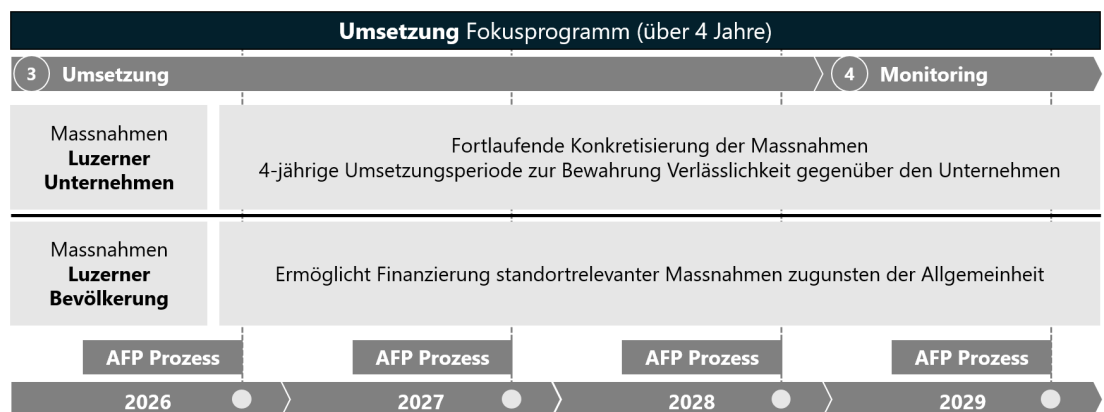 Umsetzung Fokusprogramm (über 4 Jahre)
3 Umsetzung
4 Monitoring
Massnahmen
Luzerner
Unternehmen
Fortlaufende Konkretisierung der Massnahmen
4-jährige Umsetzungsperiode zur Bewahrung Verlässlichkeit gegenüber den Unternehmen
Massnahmen
Luzerner
Bevölkerung
Ermöglicht Finanzierung standortrelevanter Massnahmen zugunsten der Allgemeinheit
AFP Prozess
AFP Prozess
AFP Prozess
AFP Prozess
2026
2027
2028
2029